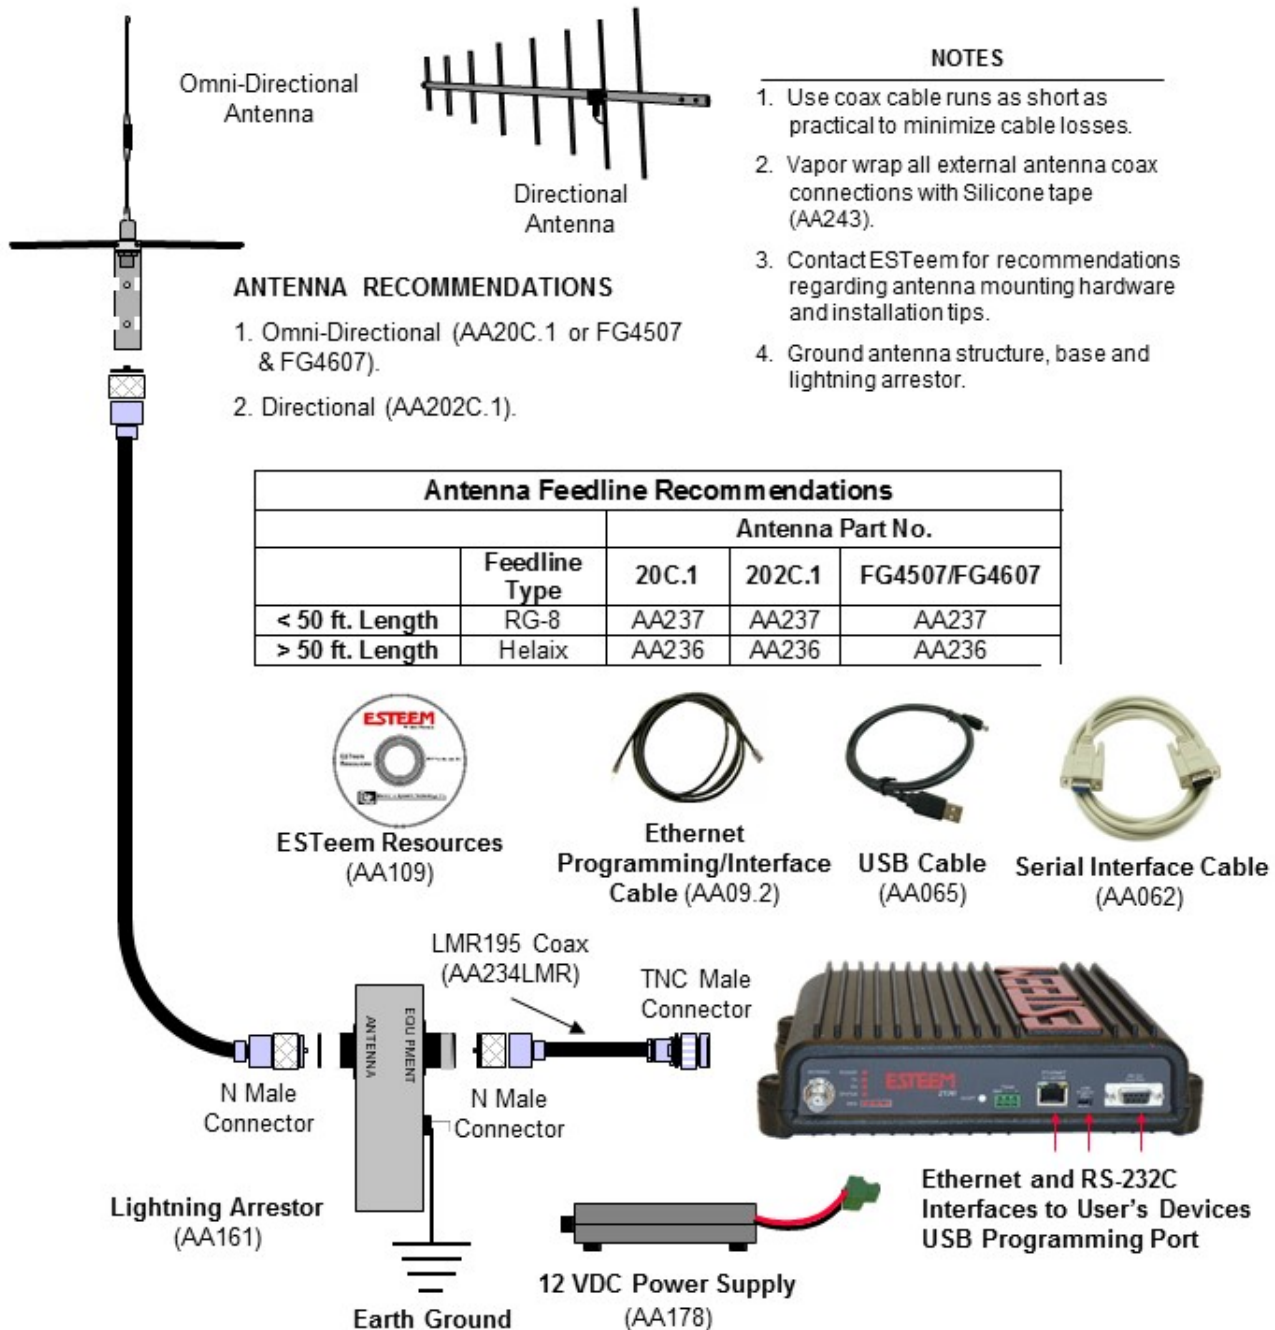 Omni-Directional
Antenna
Directional
Antenna
NOTES
1. Use coax cable runs as short as
practical to minimize cable losses.
2. Vapor wrap all external antenna coax
connections with Silicone tape
(AA243).
3. Contact ESTeem for recommendations
regarding antenna mounting hardware
and installation tips.
4. Ground antenna structure, base and
lightning arrestor.
ANTENNA RECOMMENDATIONS
1. Omni-Directional (AA20C.1 or FG4507
& FG4607).
2. Directional (AA202C.1).
Antenna Feedline Recommendations
Antenna Part No.
Feedline
Type
20C.1 202C.1 FG4507/FG4607
< 50 ft. Length RG-8 AA237 AA237 AA237
> 50 ft. Length Helaix AA236 AA236 AA236
ESTEEM
ESTeem
Resources
ESTeem Resources
(AA109)
Ethernet
Programming/Interface
Cable (AA09.2)
USB Cable
(AA065)
Serial Interface Cable
(AA062)
LMR195 Coax
(AA234LMR)
TNC Male
Connector
ESTEEM
ANTENNA
EQUIPMENT
N Male
Connector
N Male
Connector
ESTEEM
Lightning Arrestor
(AA161)
Earth Ground
12 VDC Power Supply
(AA178)
Ethernet and RS-232C
Interfaces to User's Devices
USB Programming Port